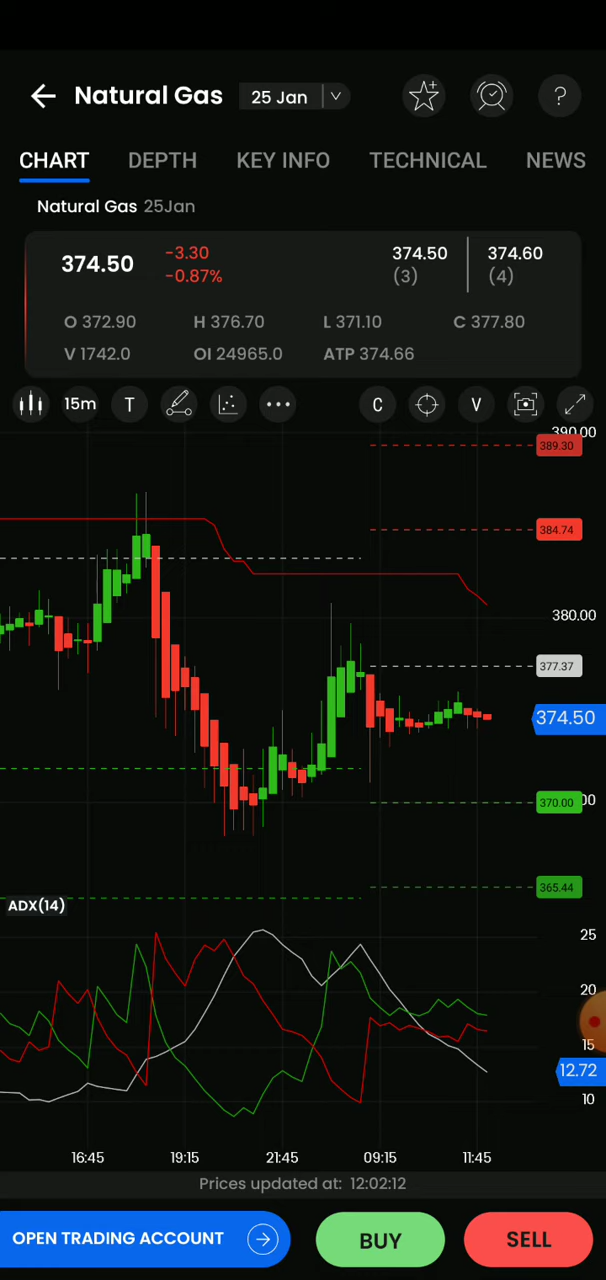 Natural Gas 25 Jan
?
CHART DEPTH KEY INFO TECHNICAL NEWS
Natural Gas 25Jan
374.50 -3.30 -0.87% 374.50 (3) 374.60 (4)
O 372.90 H 376.70 L 371.10 C 377.80
V 1742.0 OI 24965.0 ATP 374.66
15m T C V
390.00
389.30
384.74
380.00
377.37
374.50
370.00
365.44
ADX(14)
25
20
15
12.72
10
16:45 19:15 21:45 09:15 11:45
Prices updated at: 12:02:12
OPEN TRADING ACCOUNT BUY SELL